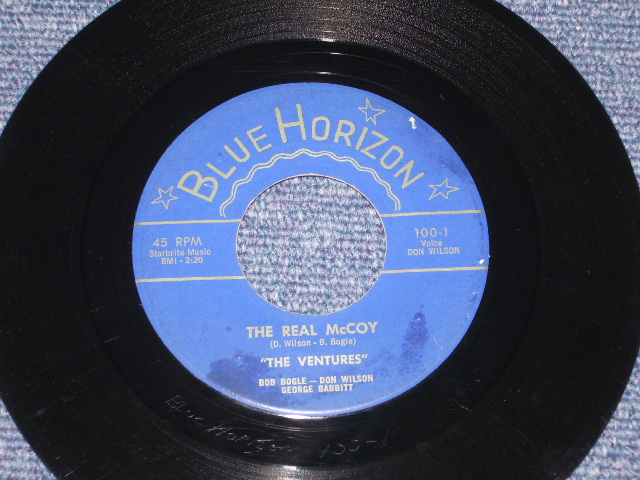 BLUE HORIZON
45 RPM
Starbrite Music
BMI - 2:20
100-1
Voice
DON WILSON
THE REAL McCOY
(D. Wilson - B. Bogle)
"THE VENTURES"
BOB BOGLE — DON WILSON
GEORGE BABBITT
Blue Horizon 100-1